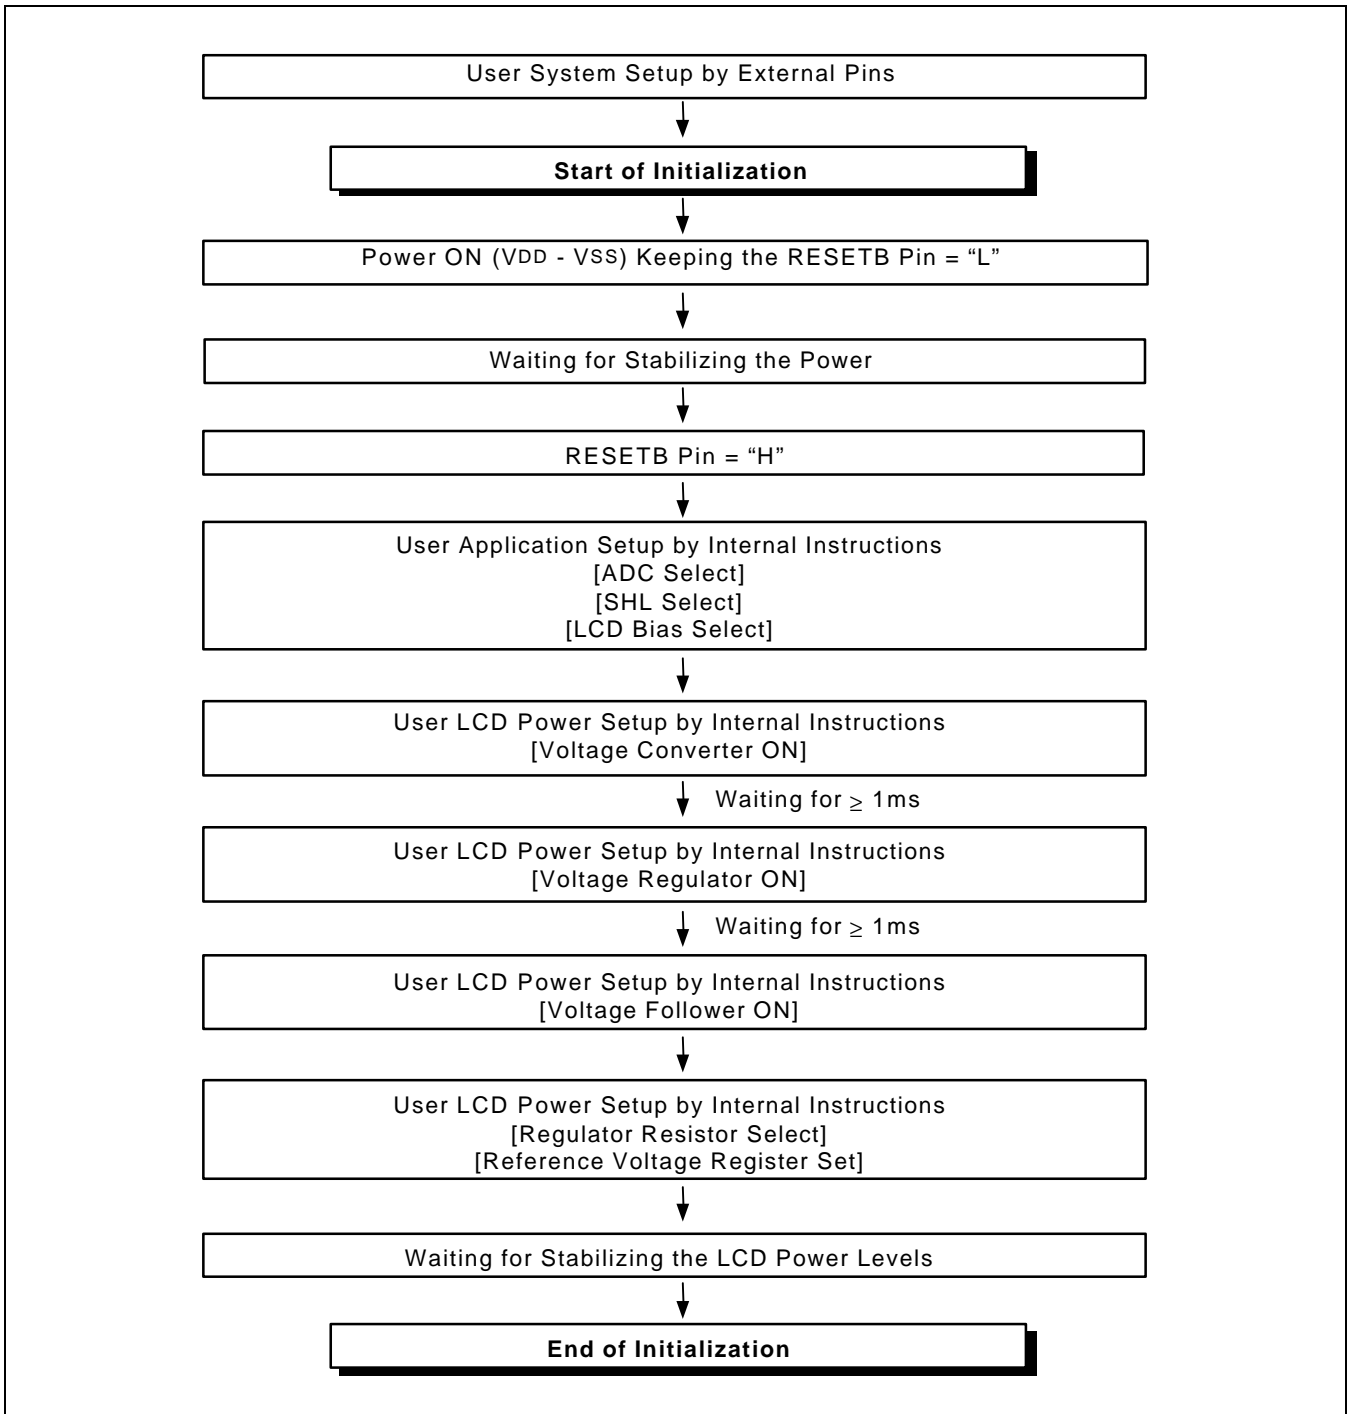 User System Setup by External Pins
Start of Initialization
Power ON (VDD - VSS) Keeping the RESETB Pin = “L”
Waiting for Stabilizing the Power
RESETB Pin = “H”
User Application Setup by Internal Instructions
[ADC Select]
[SHL Select]
[LCD Bias Select]
User LCD Power Setup by Internal Instructions
[Voltage Converter ON]
Waiting for ≥ 1ms
User LCD Power Setup by Internal Instructions
[Voltage Regulator ON]
Waiting for ≥ 1ms
User LCD Power Setup by Internal Instructions
[Voltage Follower ON]
User LCD Power Setup by Internal Instructions
[Regulator Resistor Select]
[Reference Voltage Register Set]
Waiting for Stabilizing the LCD Power Levels
End of Initialization